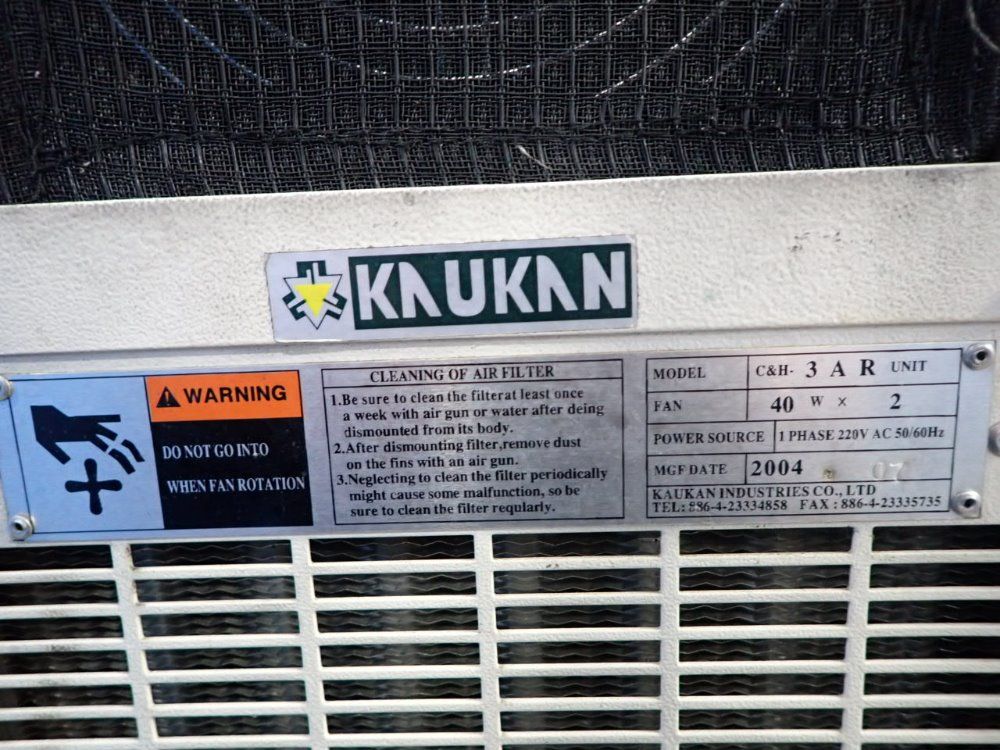 KAUKAN
WARNING
DO NOT GO INTO
WHEN FAN ROTATION
CLEANING OF AIR FILTER
1.Be sure to clean the filterat least once
a week with air gun or water after deing
dismounted from its body.
2.After dismounting filter,remove dust
on the fins with an air gun.
3.Neglecting to clean the filter periodically
might cause some malfunction, so be
sure to clean the filter reqularly.
MODEL C&H- 3 A R UNIT
FAN 40 W × 2
POWER SOURCE 1 PHASE 220V AC 50/60Hz
MGF DATE 2004 07
KAUKAN INDUSTRIES CO., LTD
TEL: 886-4-23334858 FAX : 886-4-23335735